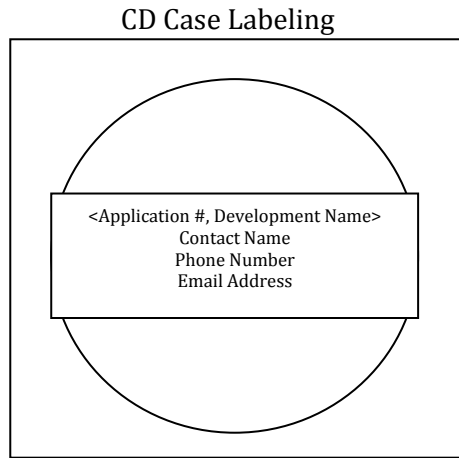 CD Case Labeling
<Application #, Development Name>
Contact Name
Phone Number
Email Address